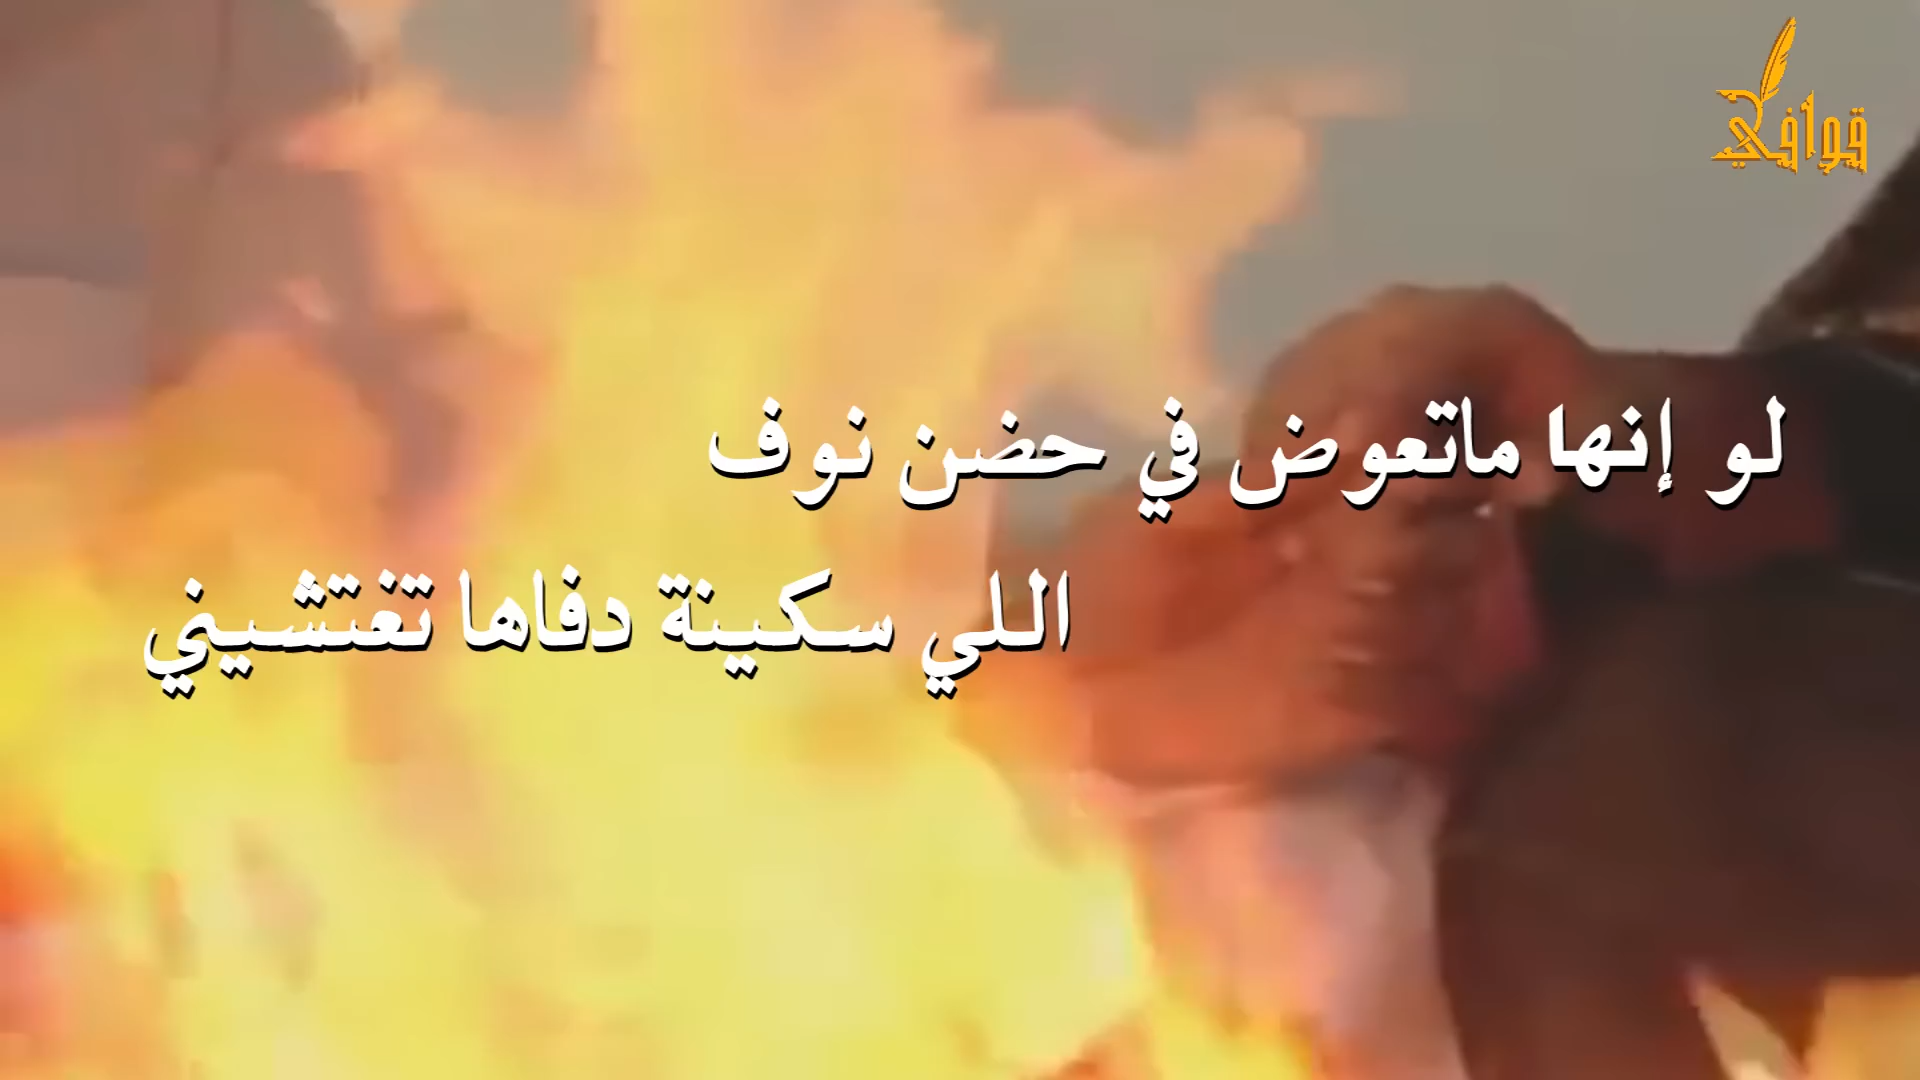 قوافي
لو إنها ماتعوض في حضن نوف
اللي سكينة دفاها تغتشيني